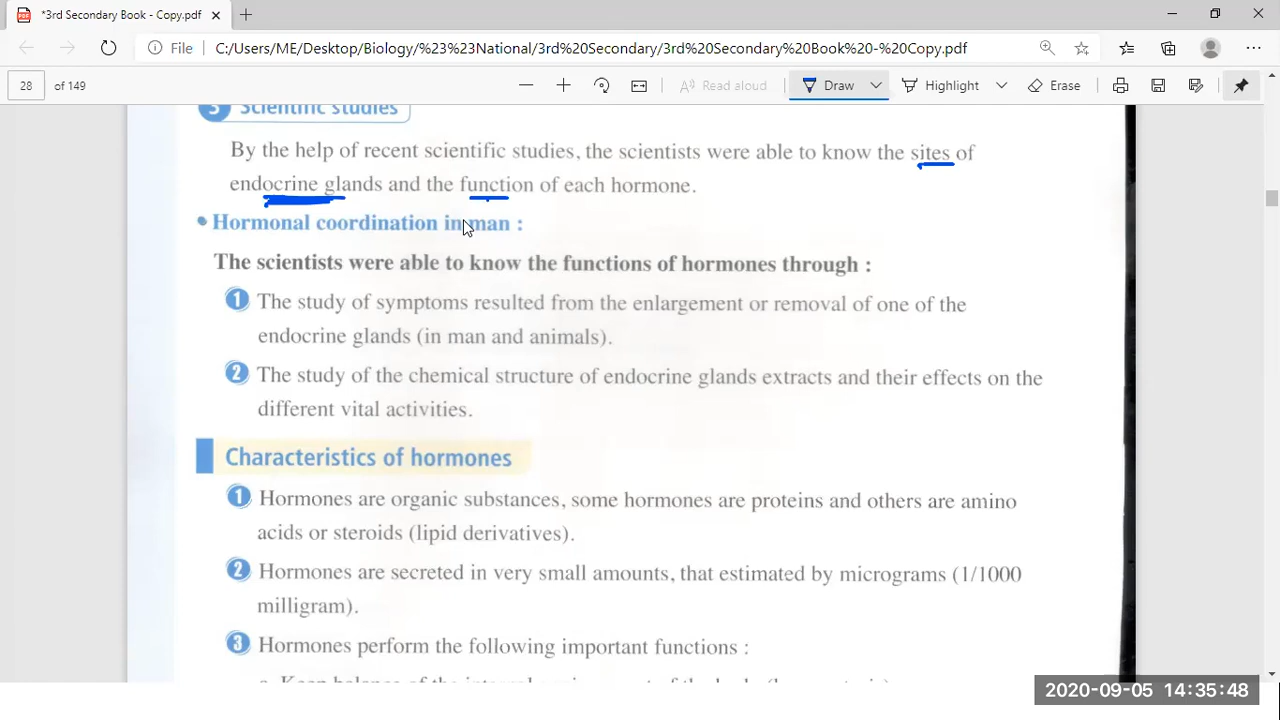 *3rd Secondary Book - Copy.pdf
File C:/Users/ME/Desktop/Biology/%23%23National/3rd%20Secondary/3rd%20Secondary%20Book%20-%20Copy.pdf
28 of 149 Read aloud Draw Highlight Erase
3 Scientific studies
By the help of recent scientific studies, the scientists were able to know the sites of
endocrine glands and the function of each hormone.
• Hormonal coordination in man :
The scientists were able to know the functions of hormones through :
1 The study of symptoms resulted from the enlargement or removal of one of the
endocrine glands (in man and animals).
2 The study of the chemical structure of endocrine glands extracts and their effects on the
different vital activities.
Characteristics of hormones
1 Hormones are organic substances, some hormones are proteins and others are amino
acids or steroids (lipid derivatives).
2 Hormones are secreted in very small amounts, that estimated by micrograms (1/1000
milligram).
3 Hormones perform the following important functions :
2020-09-05 14:35:48